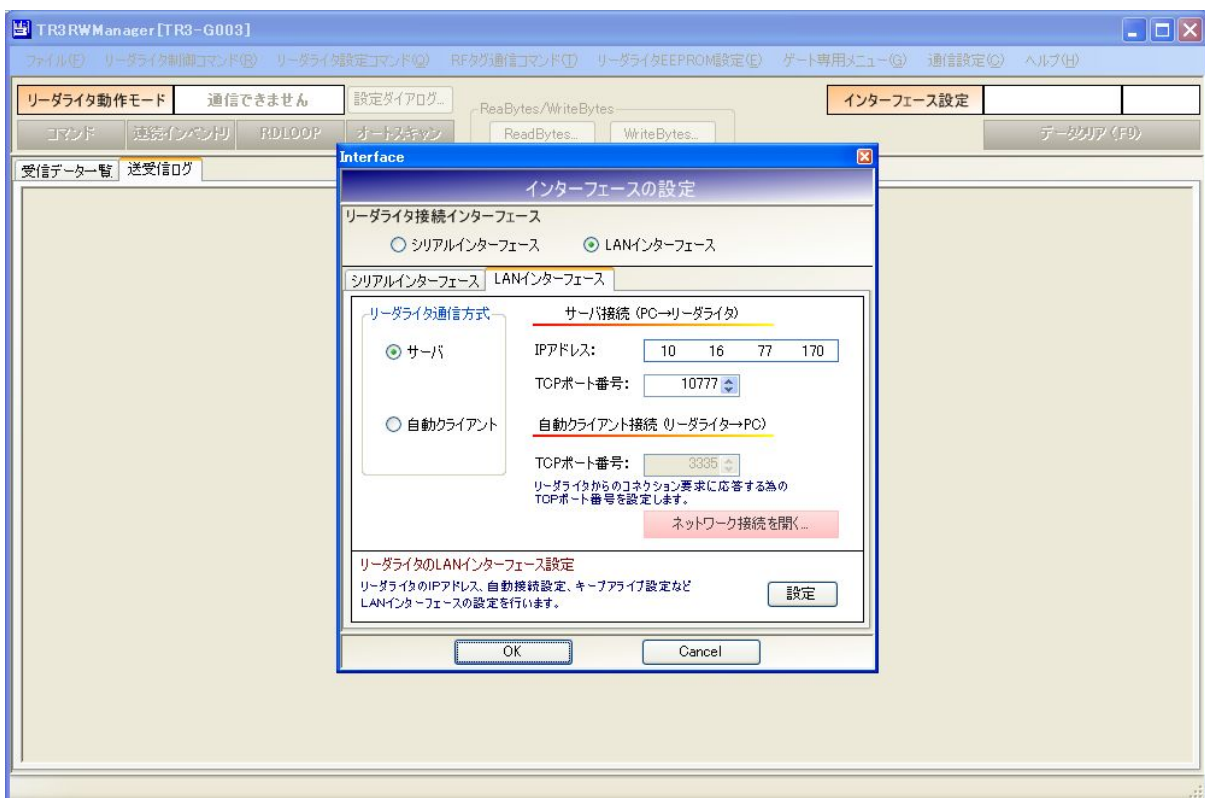 TR3RWManager[TR3-G003]
ファイル(F) リーダライタ制御コマンド(R) リーダライタ設定コマンド(Q) RFタグ通信コマンド(T) リーダライタEEPROM設定(E) ゲート専用メニュー(G) 通信設定(C) ヘルプ(H)
リーダライタ動作モード 通信できません 設定ダイアログ... ReaBytes/WriteBytes インターフェース設定
コマンド 連続インベントリ RDLOOP オートスキャン ReadBytes... WriteBytes... データクリア (F9)
受信データ一覧 送受信ログ
Interface
インターフェースの設定
リーダライタ接続インターフェース
シリアルインターフェース LANインターフェース
シリアルインターフェース LANインターフェース
リーダライタ通信方式 サーバ接続 (PC→リーダライタ)
サーバ IPアドレス: 10 16 77 170
TCPポート番号: 10777
自動クライアント 自動クライアント接続 (リーダライタ→PC)
TCPポート番号: 3335
リーダライタからのコネクション要求に応答する為の
TCPポート番号を設定します。
ネットワーク接続を開く...
リーダライタのLANインターフェース設定
リーダライタのIPアドレス、自動接続設定、キープアライブ設定など
LANインターフェースの設定を行います。
設定
OK Cancel